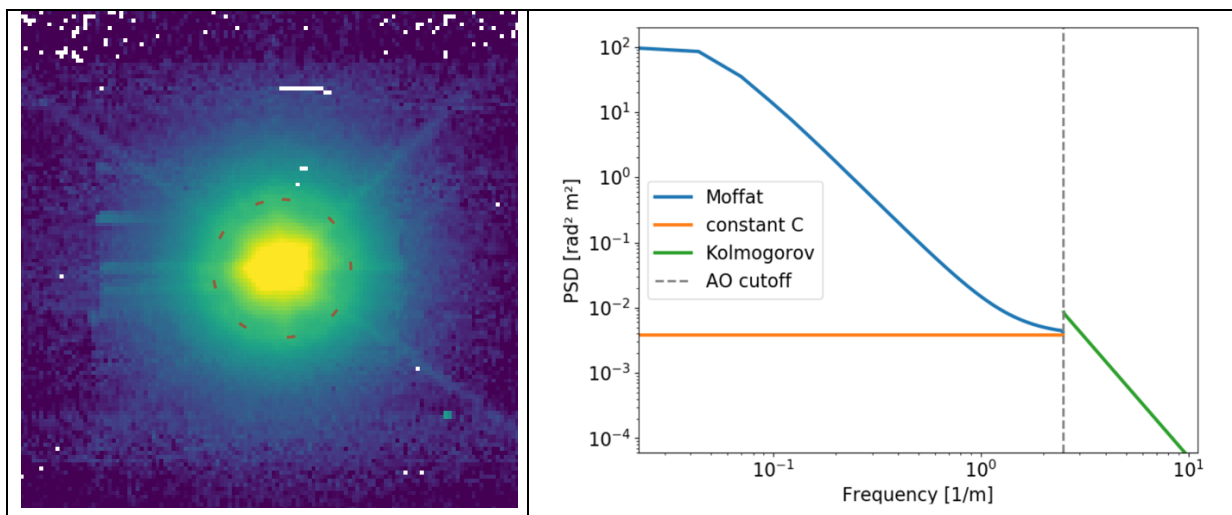 10²
10¹
10⁰
10⁻¹
10⁻²
10⁻³
10⁻⁴
PSD [rad² m²]
Moffat
constant C
Kolmogorov
AO cutoff
10⁻¹ 10⁰ 10¹
Frequency [1/m]